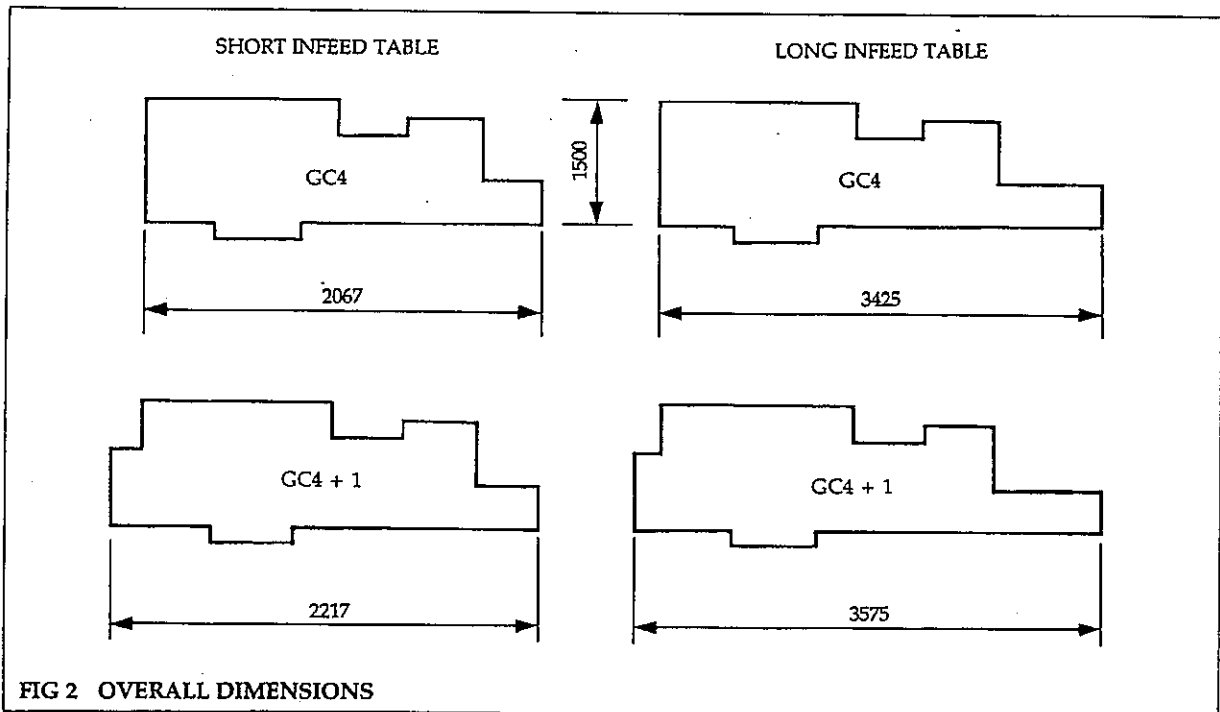 SHORT INFEED TABLE
LONG INFEED TABLE
GC4
1500
GC4
2067
3425
GC4 + 1
GC4 + 1
2217
3575
FIG 2 OVERALL DIMENSIONS